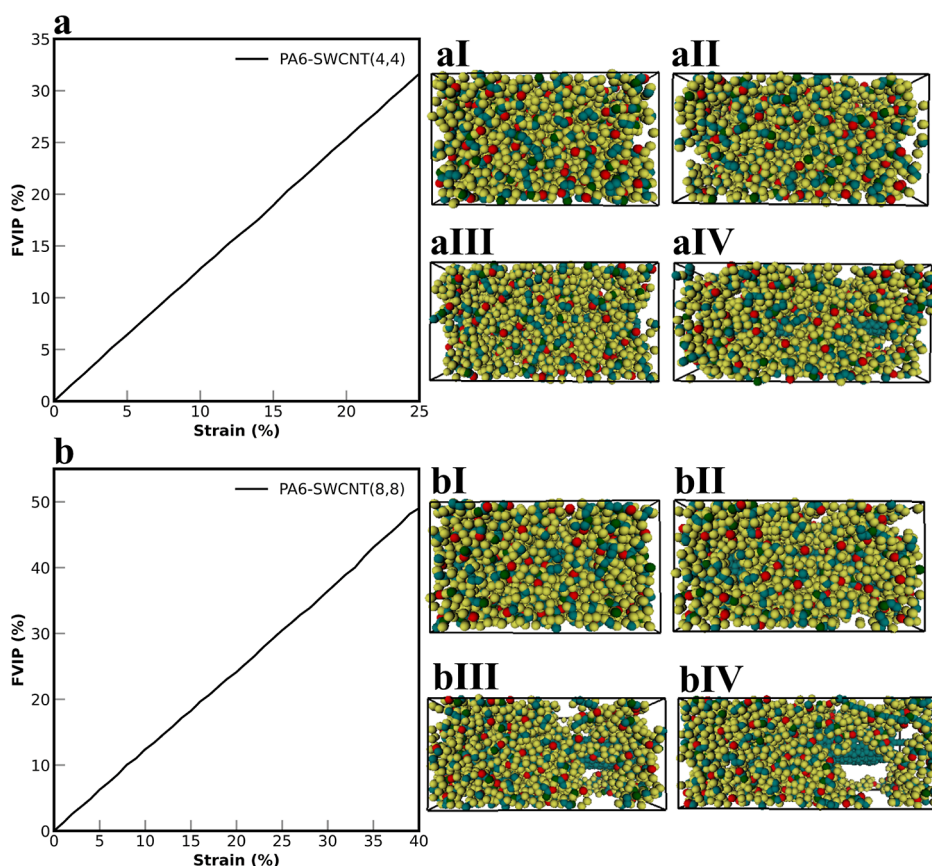 a
35
30
25
20
15
10
5
0
FVIP (%)
PA6-SWCNT(4,4)
0 5 10 15 20 25
Strain (%)
aI aII
aIII aIV
b
50
40
30
20
10
0
FVIP (%)
PA6-SWCNT(8,8)
0 5 10 15 20 25 30 35 40
Strain (%)
bI bII
bIII bIV